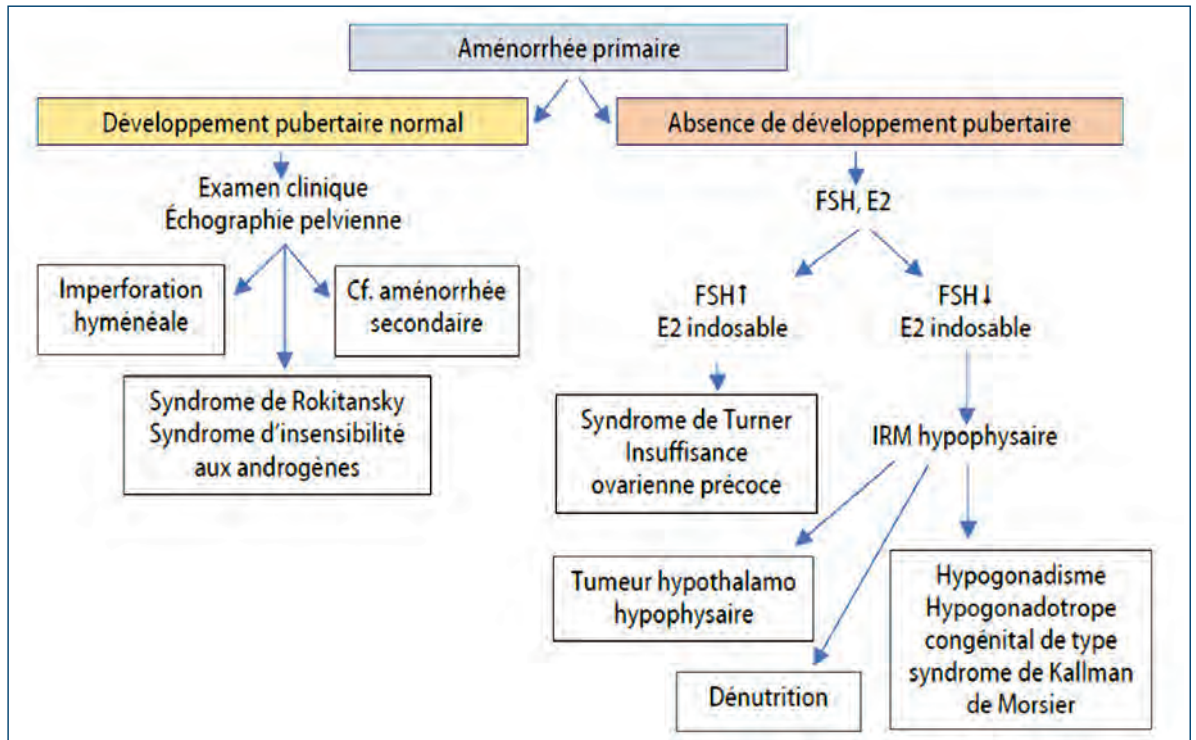 Aménorrhée primaire
Développement pubertaire normal
Absence de développement pubertaire
Examen clinique
Échographie pelvienne
Imperforation
hyménéale
Cf. aménorrhée
secondaire
Syndrome de Rokitansky
Syndrome d'insensibilité
aux androgènes
FSH, E2
FSH↑
E2 indosable
FSH↓
E2 indosable
Syndrome de Turner
Insuffisance
ovarienne précoce
IRM hypophysaire
Tumeur hypothalamo
hypophysaire
Dénutrition
Hypogonadisme
Hypogonadotrope
congénital de type
syndrome de Kallman
de Morsier